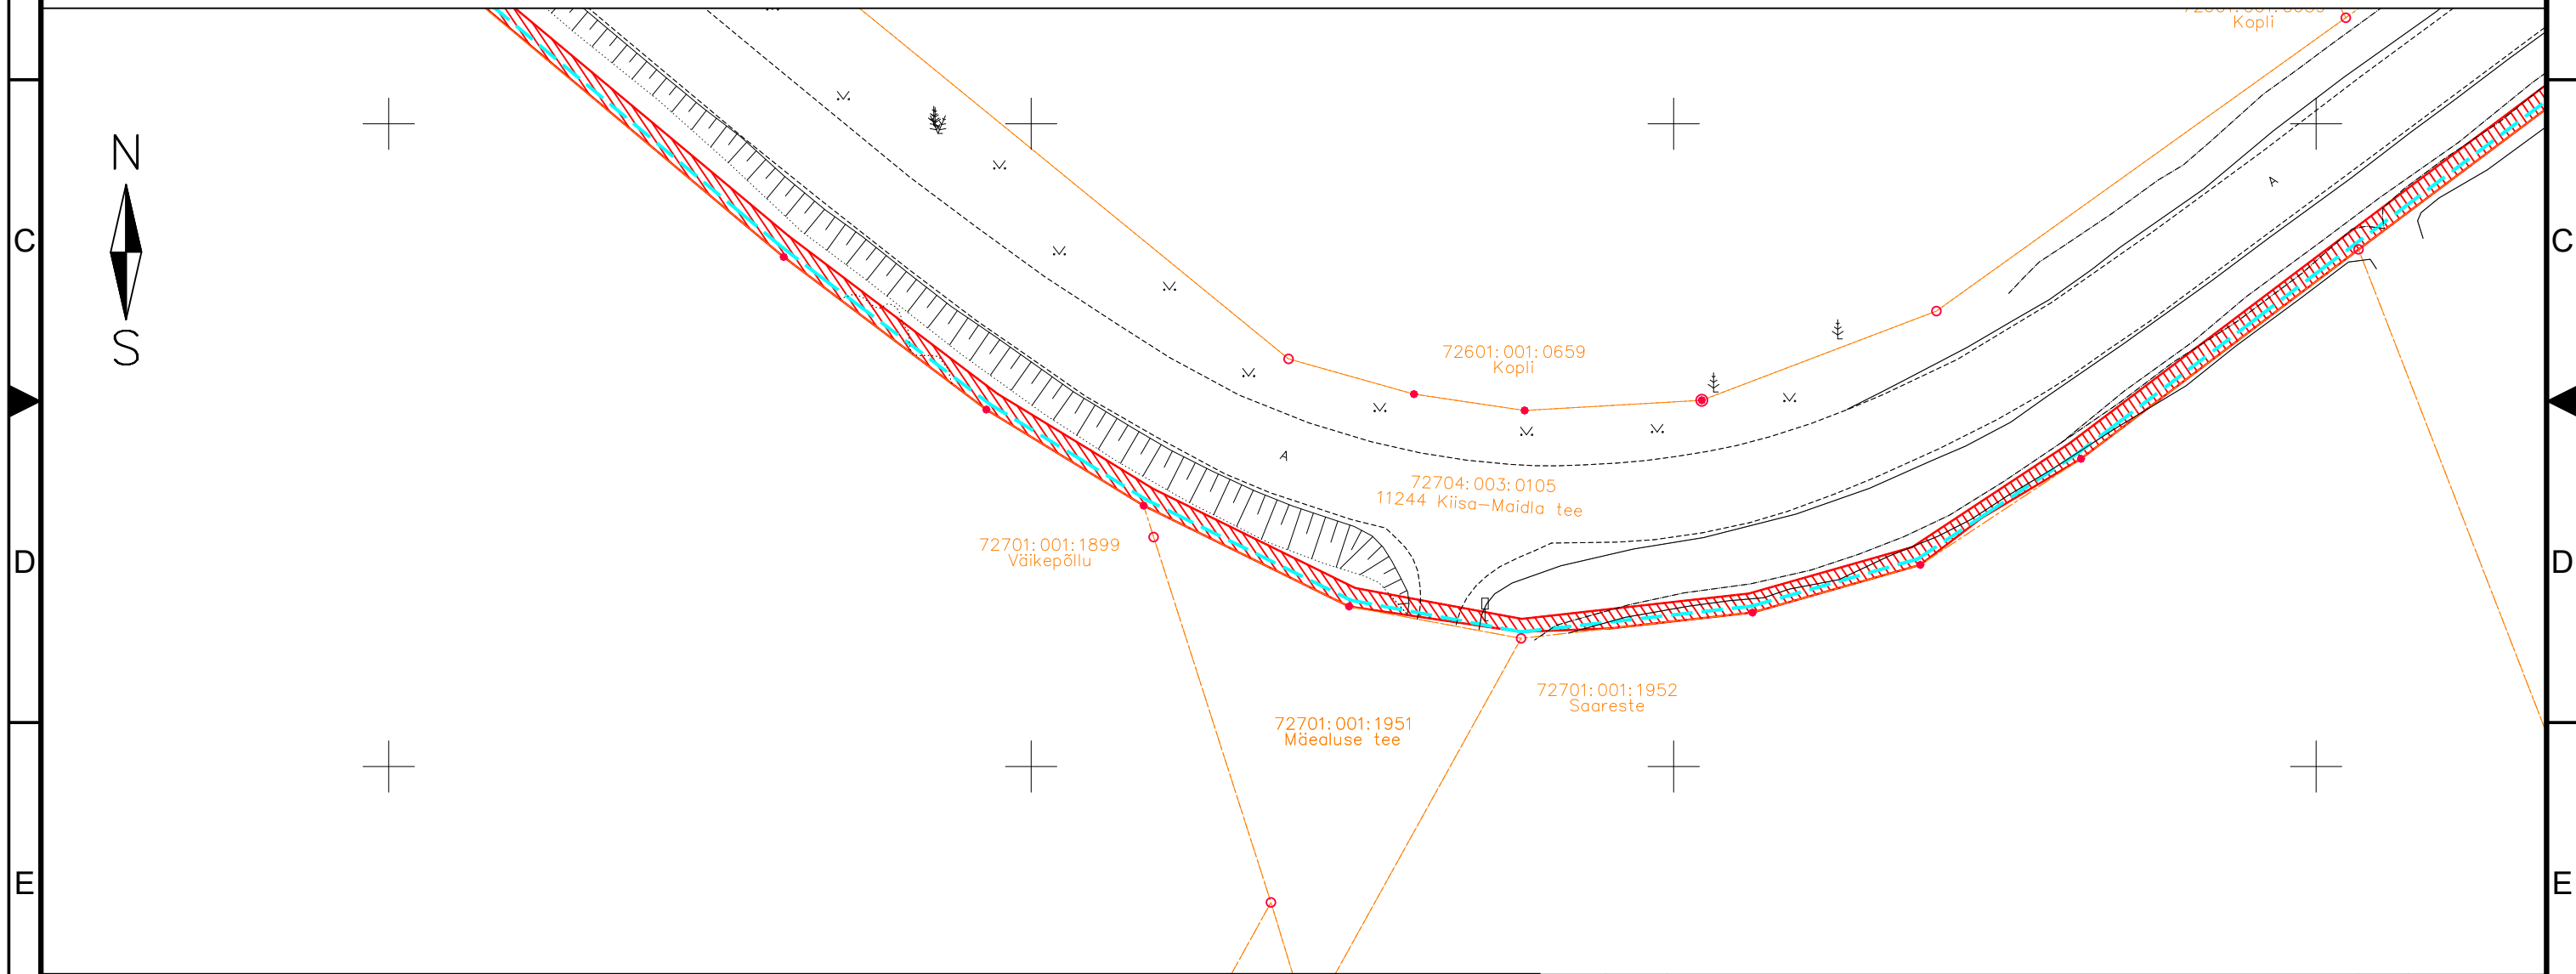 Kopli
N
C
C
A
S
72601:001:0659
Kopli
A
72704:003:0105
11244 Kiisa-Maidla tee
72701:001:1899
Väikepõllu
D
D
72701:001:1952
Saareste
72701:001:1951
Mäealuse tee
E
E